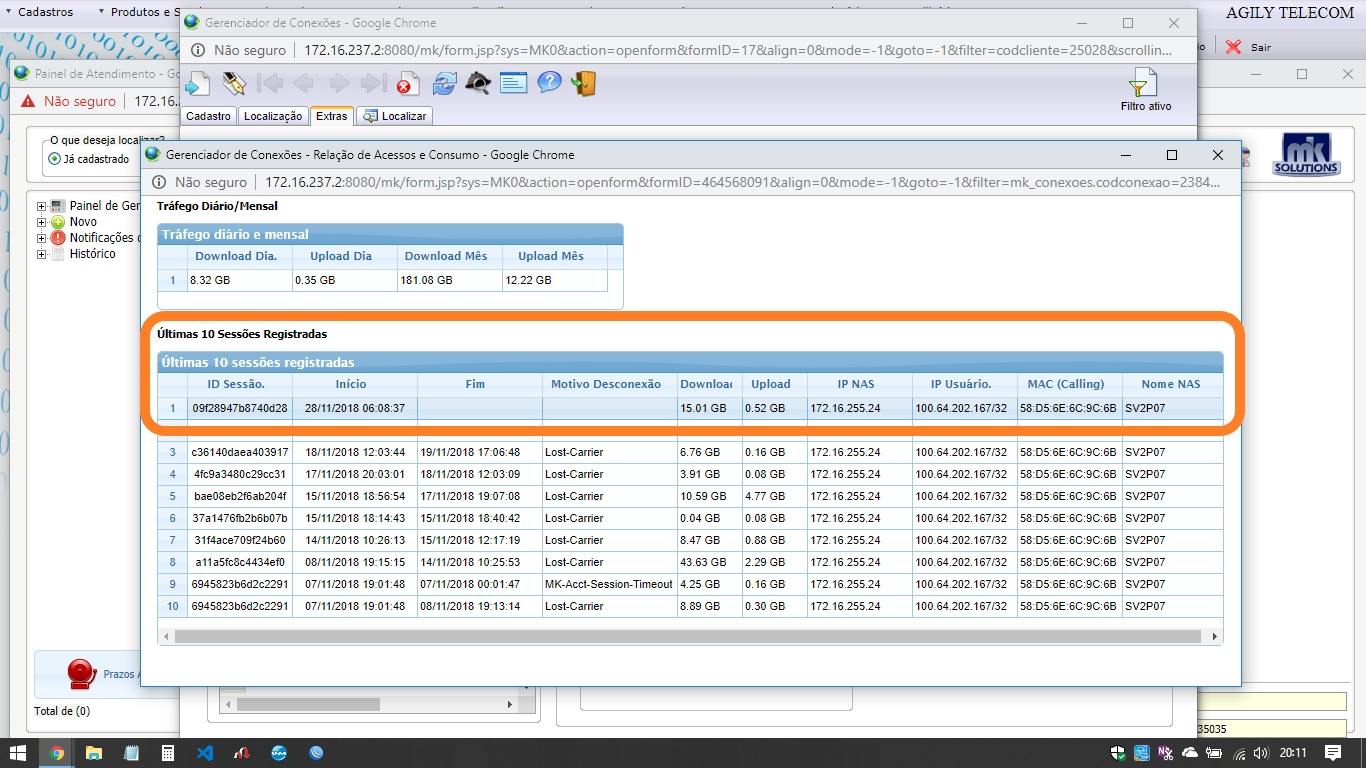 Cadastros
Produtos e S
AGILY TELECOM
Sair
Gerenciador de Conexões - Google Chrome
Não seguro 172.16.237.2:8080/mk/form.jsp?sys=MK0&action=openform&formID=17&align=0&mode=-1&goto=-1&filter=codcliente=25028&scrollin...
Painel de Atendimento - Go
Não seguro 172.16.
Filtro ativo
Cadastro Localização Extras Localizar
O que deseja localizar?
Já cadastrado
MK
SOLUTIONS
Painel de Ger
Novo
Notificações
Histórico
Gerenciador de Conexões - Relação de Acessos e Consumo - Google Chrome
Não seguro 172.16.237.2:8080/mk/form.jsp?sys=MK0&action=openform&formID=464568091&align=0&mode=-1&goto=-1&filter=mk_conexoes.codconexao=2384...
Tráfego Diário/Mensal
Tráfego diário e mensal
Download Dia. Upload Dia Download Mês Upload Mês
1 8.32 GB 0.35 GB 181.08 GB 12.22 GB
Últimas 10 Sessões Registradas
Últimas 10 sessões registradas
ID Sessão. Início Fim Motivo Desconexão Download Upload IP NAS IP Usuário. MAC (Calling) Nome NAS
1 09f28947b8740d28 28/11/2018 06:08:37 15.01 GB 0.52 GB 172.16.255.24 100.64.202.167/32 58:D5:6E:6C:9C:6B SV2P07
3 c36140daea403917 18/11/2018 12:03:44 19/11/2018 17:06:48 Lost-Carrier 6.76 GB 0.16 GB 172.16.255.24 100.64.202.167/32 58:D5:6E:6C:9C:6B SV2P07
4 4fc9a3480c29cc31 17/11/2018 20:03:01 18/11/2018 12:03:09 Lost-Carrier 3.91 GB 0.08 GB 172.16.255.24 100.64.202.167/32 58:D5:6E:6C:9C:6B SV2P07
5 bae08eb2f6ab204f 15/11/2018 18:56:54 17/11/2018 19:07:08 Lost-Carrier 10.59 GB 4.77 GB 172.16.255.24 100.64.202.167/32 58:D5:6E:6C:9C:6B SV2P07
6 37a1476fb2b6b07b 15/11/2018 18:14:43 15/11/2018 18:40:42 Lost-Carrier 0.04 GB 0.08 GB 172.16.255.24 100.64.202.167/32 58:D5:6E:6C:9C:6B SV2P07
7 31f4ace709f24b60 14/11/2018 10:26:13 15/11/2018 12:17:19 Lost-Carrier 8.47 GB 0.88 GB 172.16.255.24 100.64.202.167/32 58:D5:6E:6C:9C:6B SV2P07
8 a11a5fc8c4434ef0 08/11/2018 19:15:15 14/11/2018 10:25:53 Lost-Carrier 43.63 GB 2.29 GB 172.16.255.24 100.64.202.167/32 58:D5:6E:6C:9C:6B SV2P07
9 6945823b6d2c2291 07/11/2018 19:01:48 07/11/2018 00:01:47 MK-Acct-Session-Timeout 4.25 GB 0.16 GB 172.16.255.24 100.64.202.167/32 58:D5:6E:6C:9C:6B SV2P07
10 6945823b6d2c2291 07/11/2018 19:01:48 08/11/2018 19:13:14 Lost-Carrier 8.89 GB 0.30 GB 172.16.255.24 100.64.202.167/32 58:D5:6E:6C:9C:6B SV2P07
Prazos A
Total de (0)
35035
20:11